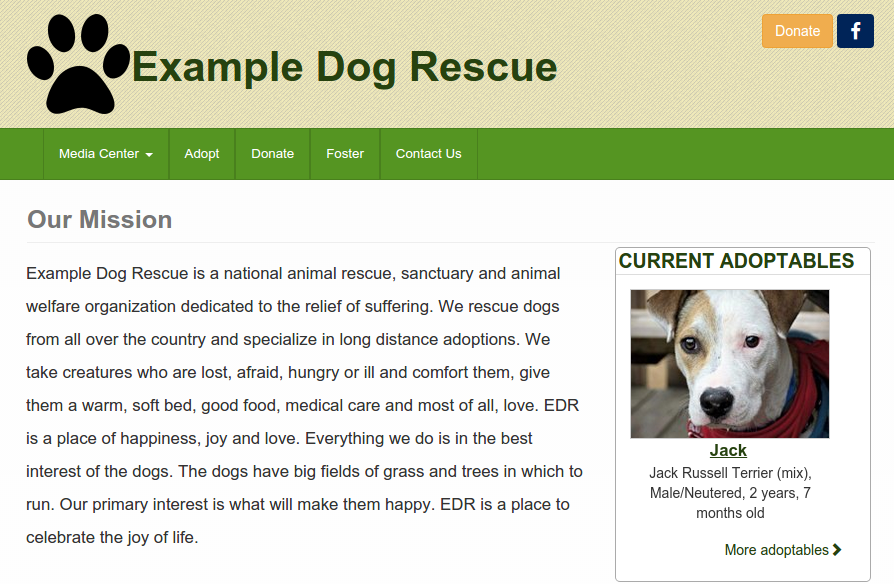 Donate
f
Example Dog Rescue
Media Center
Adopt
Donate
Foster
Contact Us
Our Mission
Example Dog Rescue is a national animal rescue, sanctuary and animal
welfare organization dedicated to the relief of suffering. We rescue dogs
from all over the country and specialize in long distance adoptions. We
take creatures who are lost, afraid, hungry or ill and comfort them, give
them a warm, soft bed, good food, medical care and most of all, love. EDR
is a place of happiness, joy and love. Everything we do is in the best
interest of the dogs. The dogs have big fields of grass and trees in which to
run. Our primary interest is what will make them happy. EDR is a place to
celebrate the joy of life.
CURRENT ADOPTABLES
Jack
Jack Russell Terrier (mix),
Male/Neutered, 2 years, 7
months old
More adoptables